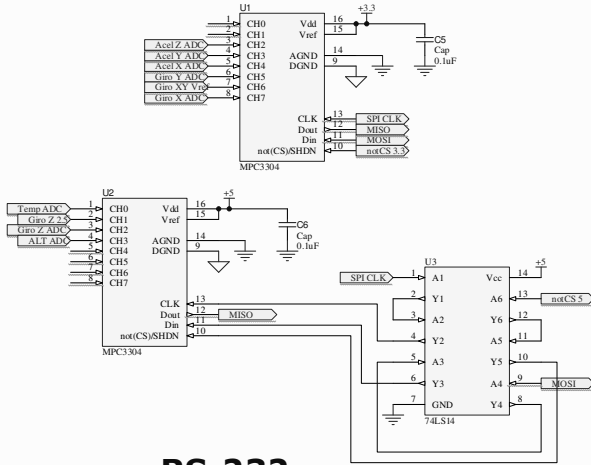 U1
+3.3
1 CH0 Vdd 16
2 CH1 Vref 15
Acel Z ADC 3 CH2
Acel Y ADC 4 CH3 AGND 14
Acel X ADC 5 CH4 DGND 9
Giro Y ADC 6 CH5
Giro XY Vref 7 CH6
Giro X ADC 8 CH7
C5
Cap
0.1uF
CLK 13 SPI CLK
Dout 12 MISO
Din 11 MOSI
not(CS)/SHDN 10 notCS 3.3
MPC3304
U2
+5
Temp ADC 1 CH0 Vdd 16
Giro Z 2.5 2 CH1 Vref 15
Giro Z ADC 3 CH2
ALT ADC 4 CH3 AGND 14
5 CH4 DGND 9
6 CH5
7 CH6
8 CH7
C6
Cap
0.1uF
CLK 13
Dout 12 MISO
Din 11
not(CS)/SHDN 10
MPC3304
U3
+5
SPI CLK 1 A1 Vcc 14
2 Y1 A6 13 notCS 5
3 A2 Y6 12
4 Y2 A5 11
5 A3 Y5 10
6 Y3 A4 9 MOSI
7 GND Y4 8
74LS14